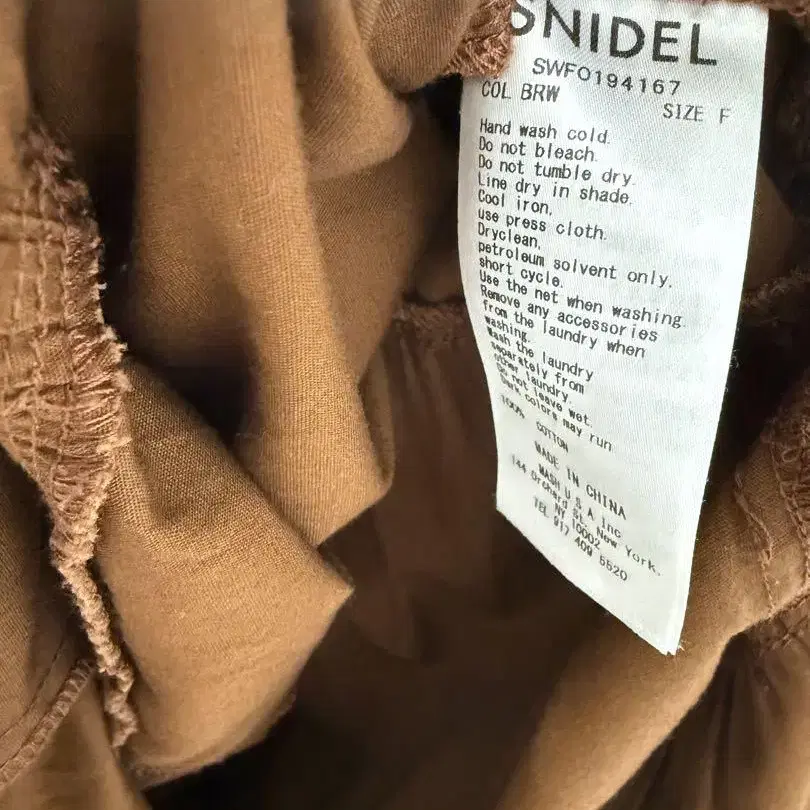 SNIDEL
SWFO194167
COL BRW
SIZE F
Hand wash cold.
Do not bleach.
Do not tumble dry.
Line dry in shade.
Cool iron,
use press cloth.
Dryclean,
petroleum solvent only,
short cycle.
Use the net when washing.
Remove any accessories
from the laundry when
washing.
Wash the laundry
separately from
other laundry.
Do not leave wet.
Dark colors may run
100% COTTON
MADE IN CHINA
MASH U S A Inc
144 Orchard St. New York.
NY 10002
TEL 917 409 5520